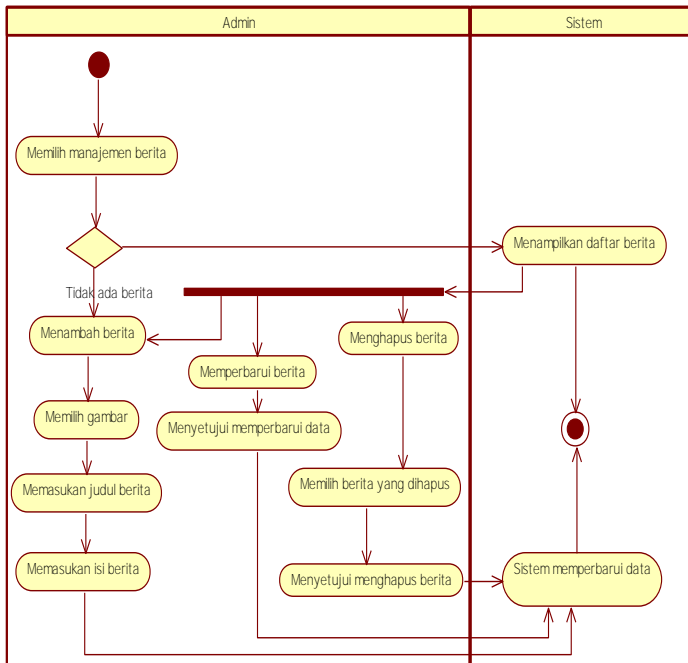 Admin
Sistem
Memilih manajemen berita
Menampilkan daftar berita
Tidak ada berita
Menambah berita
Menghapus berita
Memperbarui berita
Memilih gambar
Menyetujui memperbarui data
Memasukan judul berita
Memilih berita yang dihapus
Memasukan isi berita
Menyetujui menghapus berita
Sistem memperbarui data